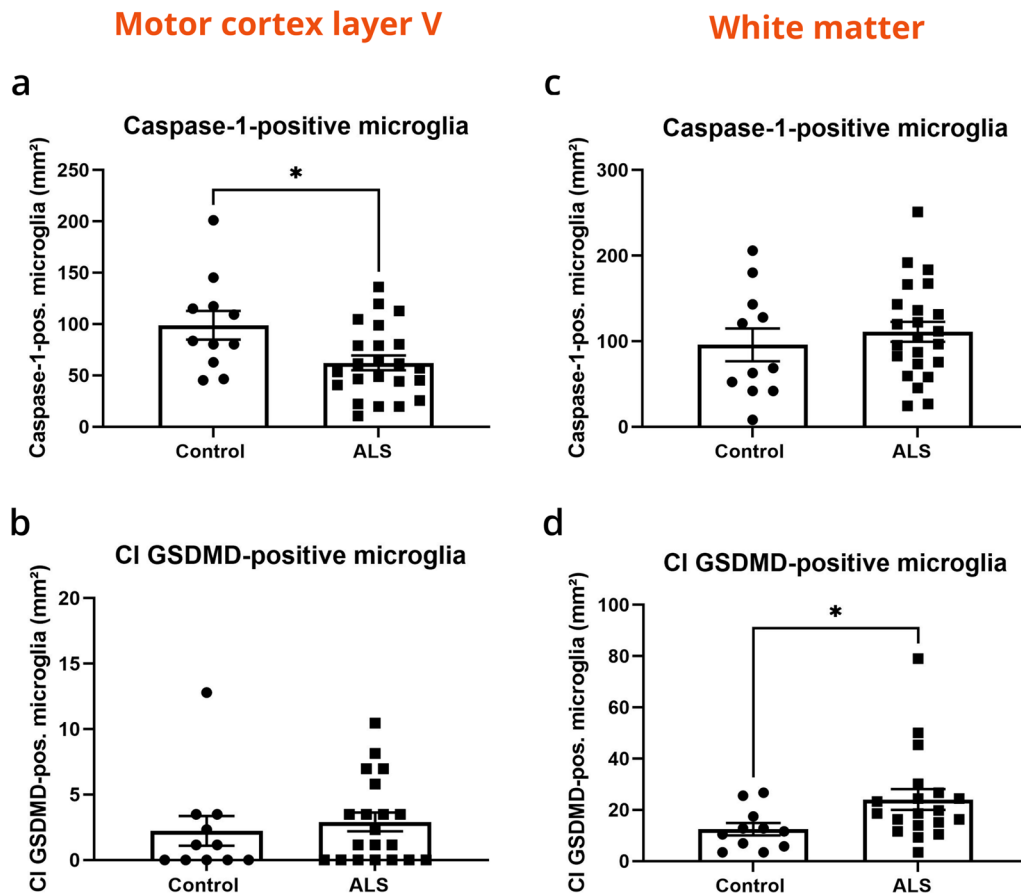 Motor cortex layer V
White matter
a
Caspase-1-positive microglia
Caspase-1-pos. microglia (mm²)
250
200
150
100
50
0
*
Control
ALS
c
Caspase-1-positive microglia
Caspase-1-pos. microglia (mm²)
300
200
100
0
Control
ALS
b
Cl GSDMD-positive microglia
Cl GSDMD-pos. microglia (mm²)
20
15
10
5
0
Control
ALS
d
Cl GSDMD-positive microglia
Cl GSDMD-pos. microglia (mm²)
100
80
60
40
20
0
*
Control
ALS